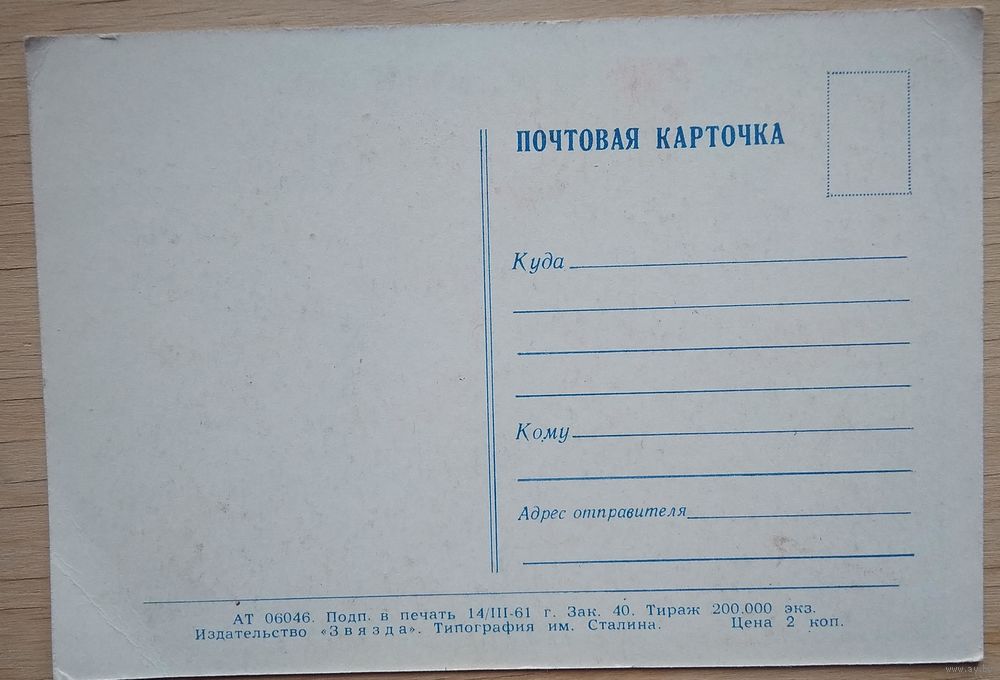 ПОЧТОВАЯ КАРТОЧКА
Куда
Кому
Адрес отправителя
АТ 06046. Подп. в печать 14/III-61 г. Зак. 40. Тираж 200.000 экз.
Издательство «Звязда». Типография им. Сталина. Цена 2 коп.